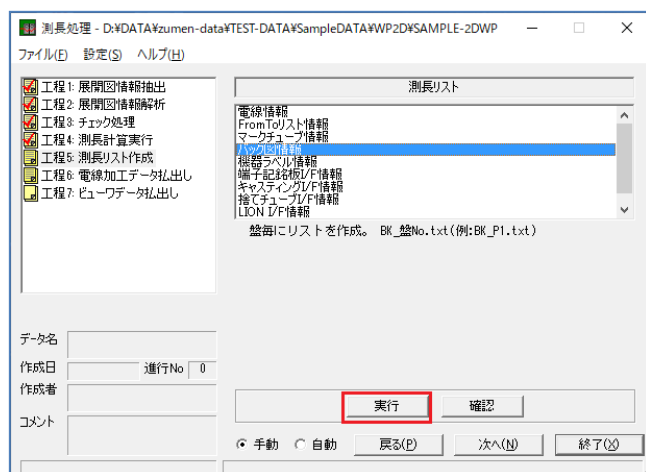 測長処理 - D:¥DATA¥zumen-data¥TEST-DATA¥SampleDATA¥WP2D¥SAMPLE-2DWP
ファイル(F) 設定(S) ヘルプ(H)
工程1: 展開図情報抽出
工程2: 展開図情報解析
工程3: チェック処理
工程4: 測長計算実行
工程5: 測長リスト作成
工程6: 電線加工データ払出し
工程7: ビューワデータ払出し
測長リスト
電線情報
FromToリスト情報
マークチューブ情報
バック図情報
機器ラベル情報
端子記銘板I/F情報
キャスティングI/F情報
捨てチューブI/F情報
LION I/F情報
盤毎にリストを作成。 BK_盤No.txt(例:BK_P1.txt)
データ名
作成日 進行No 0
作成者
コメント
実行 確認
手動 自動 戻る(P) 次へ(N) 終了(X)